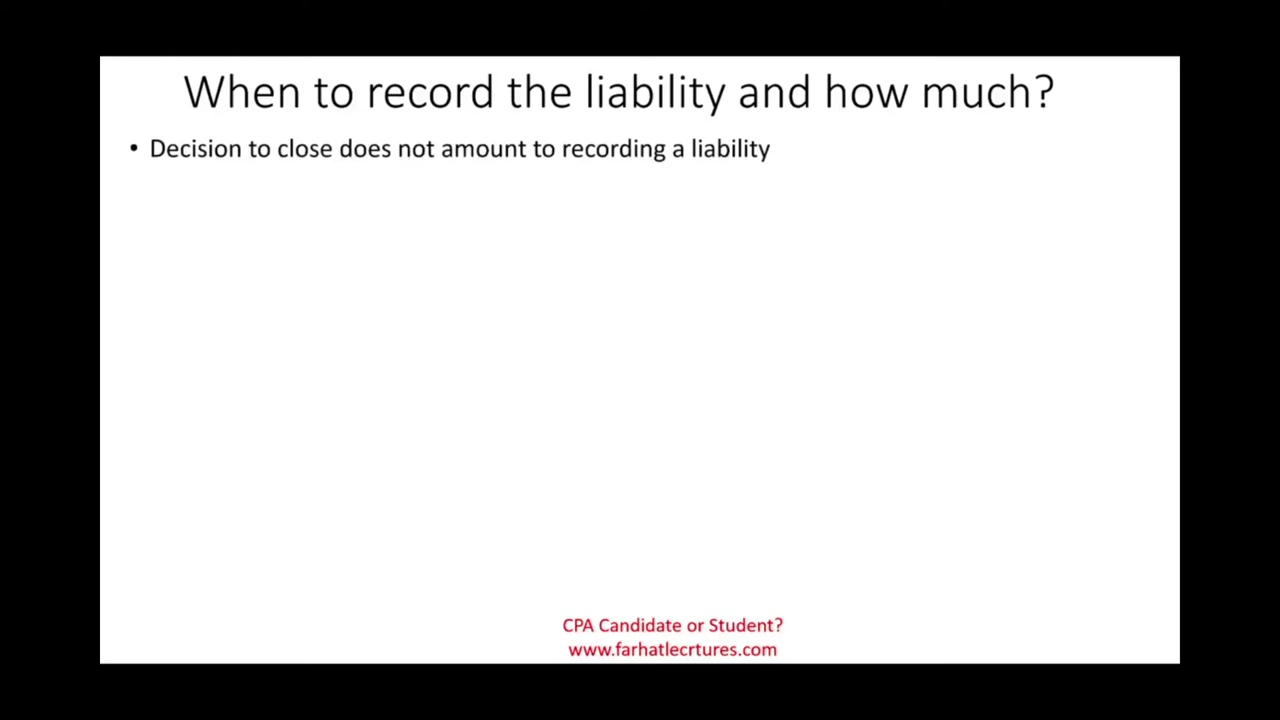 When to record the liability and how much?
• Decision to close does not amount to recording a liability
CPA Candidate or Student?
www.farhatlecrtures.com